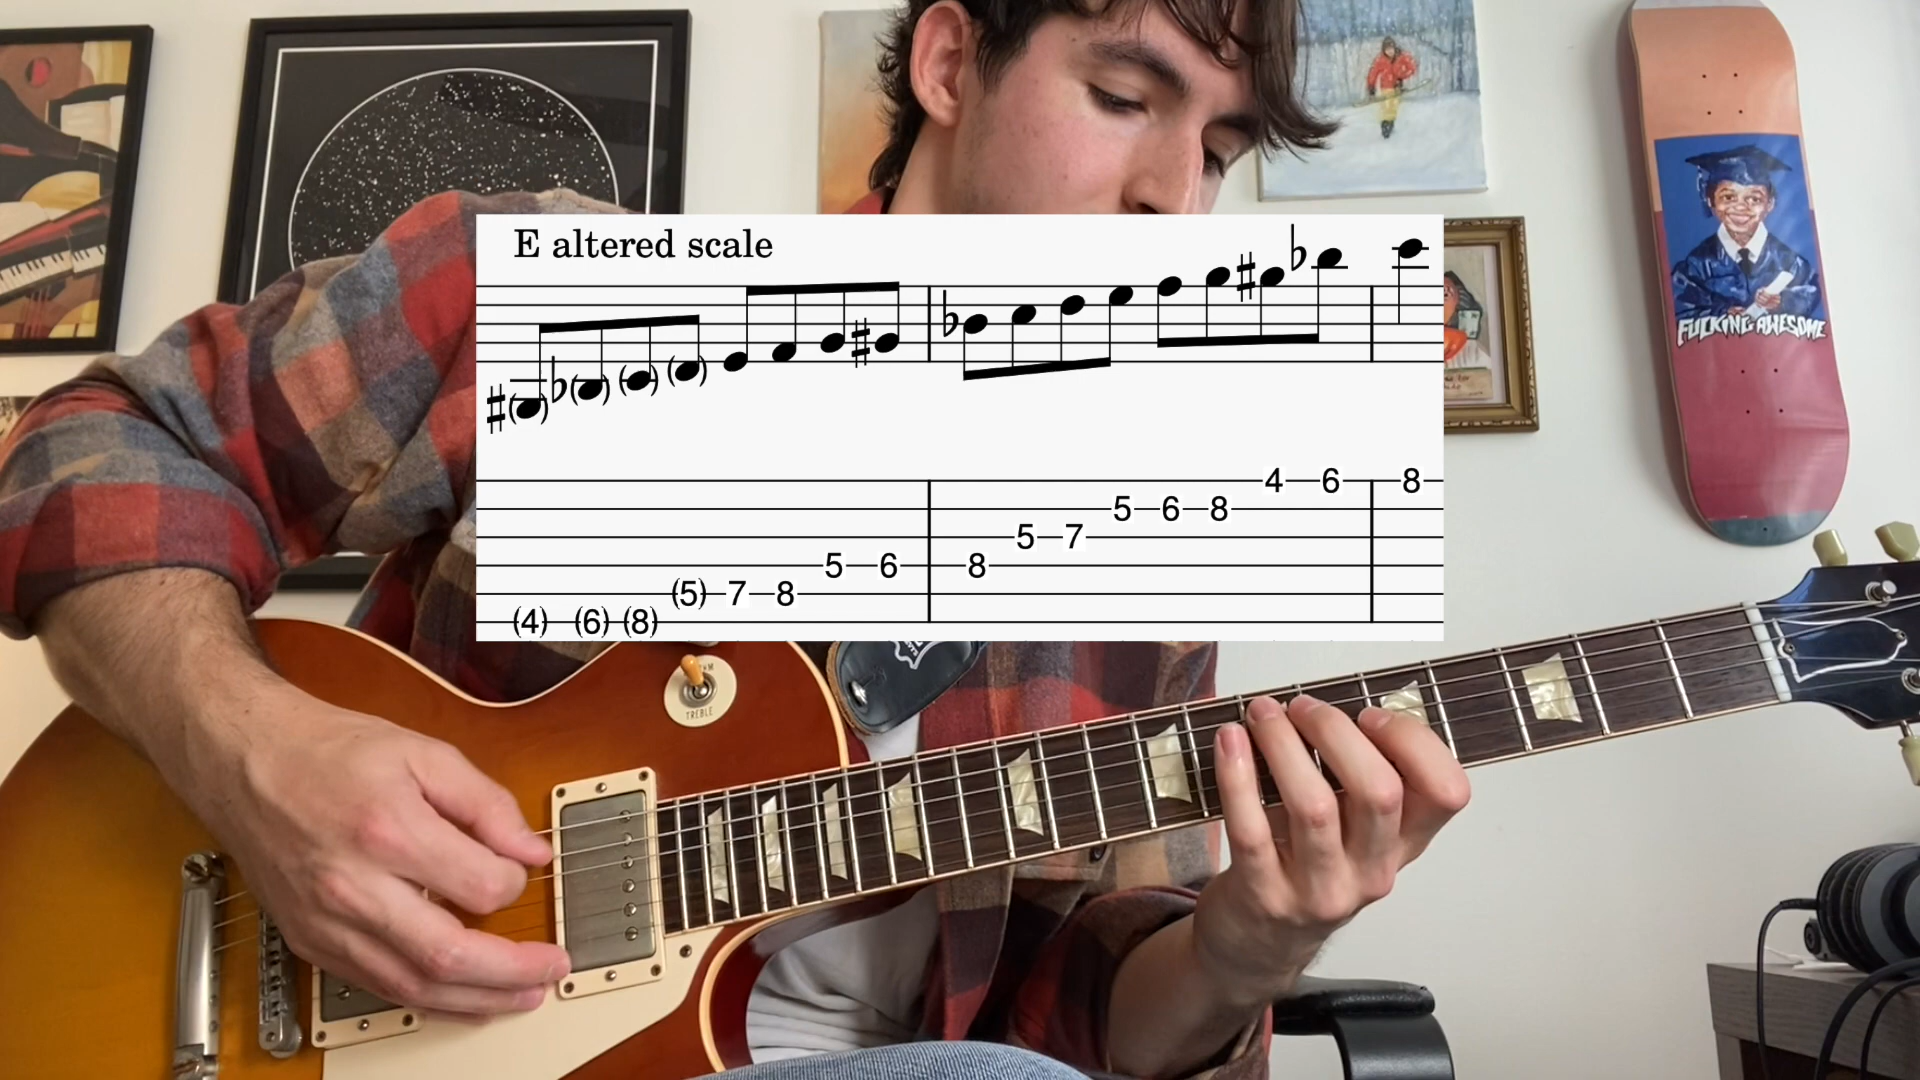 E altered scale
4 6 8
5 6 8
5 7
5 6 8
(5) 7 8
(4) (6) (8)
FUCKING AWESOME
TREBLE